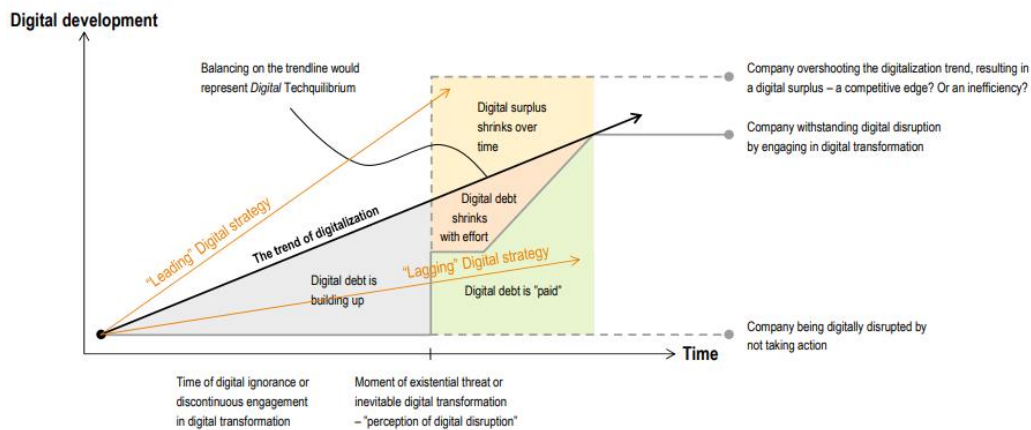 Digital development
Balancing on the trendline would
represent Digital Techquilibrium
Company overshooting the digitalization trend, resulting in
a digital surplus – a competitive edge? Or an inefficiency?
Digital surplus
shrinks over
time
Company withstanding digital disruption
by engaging in digital transformation
"Leading" Digital strategy
The trend of digitalization
Digital debt
shrinks
with effort
"Lagging" Digital strategy
Digital debt is
building up
Digital debt is "paid"
Company being digitally disrupted by
not taking action
Time
Time of digital ignorance or
discontinuous engagement
in digital transformation
Moment of existential threat or
inevitable digital transformation
– "perception of digital disruption"